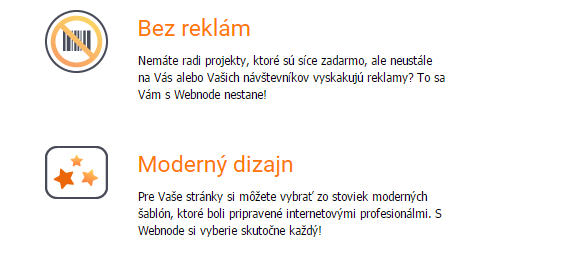 Bez reklám
Nemáte radi projekty, ktoré sú síce zadarmo, ale neustále
na Vás alebo Vašich návštevníkov vyskakujú reklamy? To sa
Vám s Webnode nestane!
Moderný dizajn
Pre Vaše stránky si môžete vybrať zo stoviek moderných
šablón, ktoré boli pripravené internetovými profesionálmi. S
Webnode si vyberie skutočne každý!